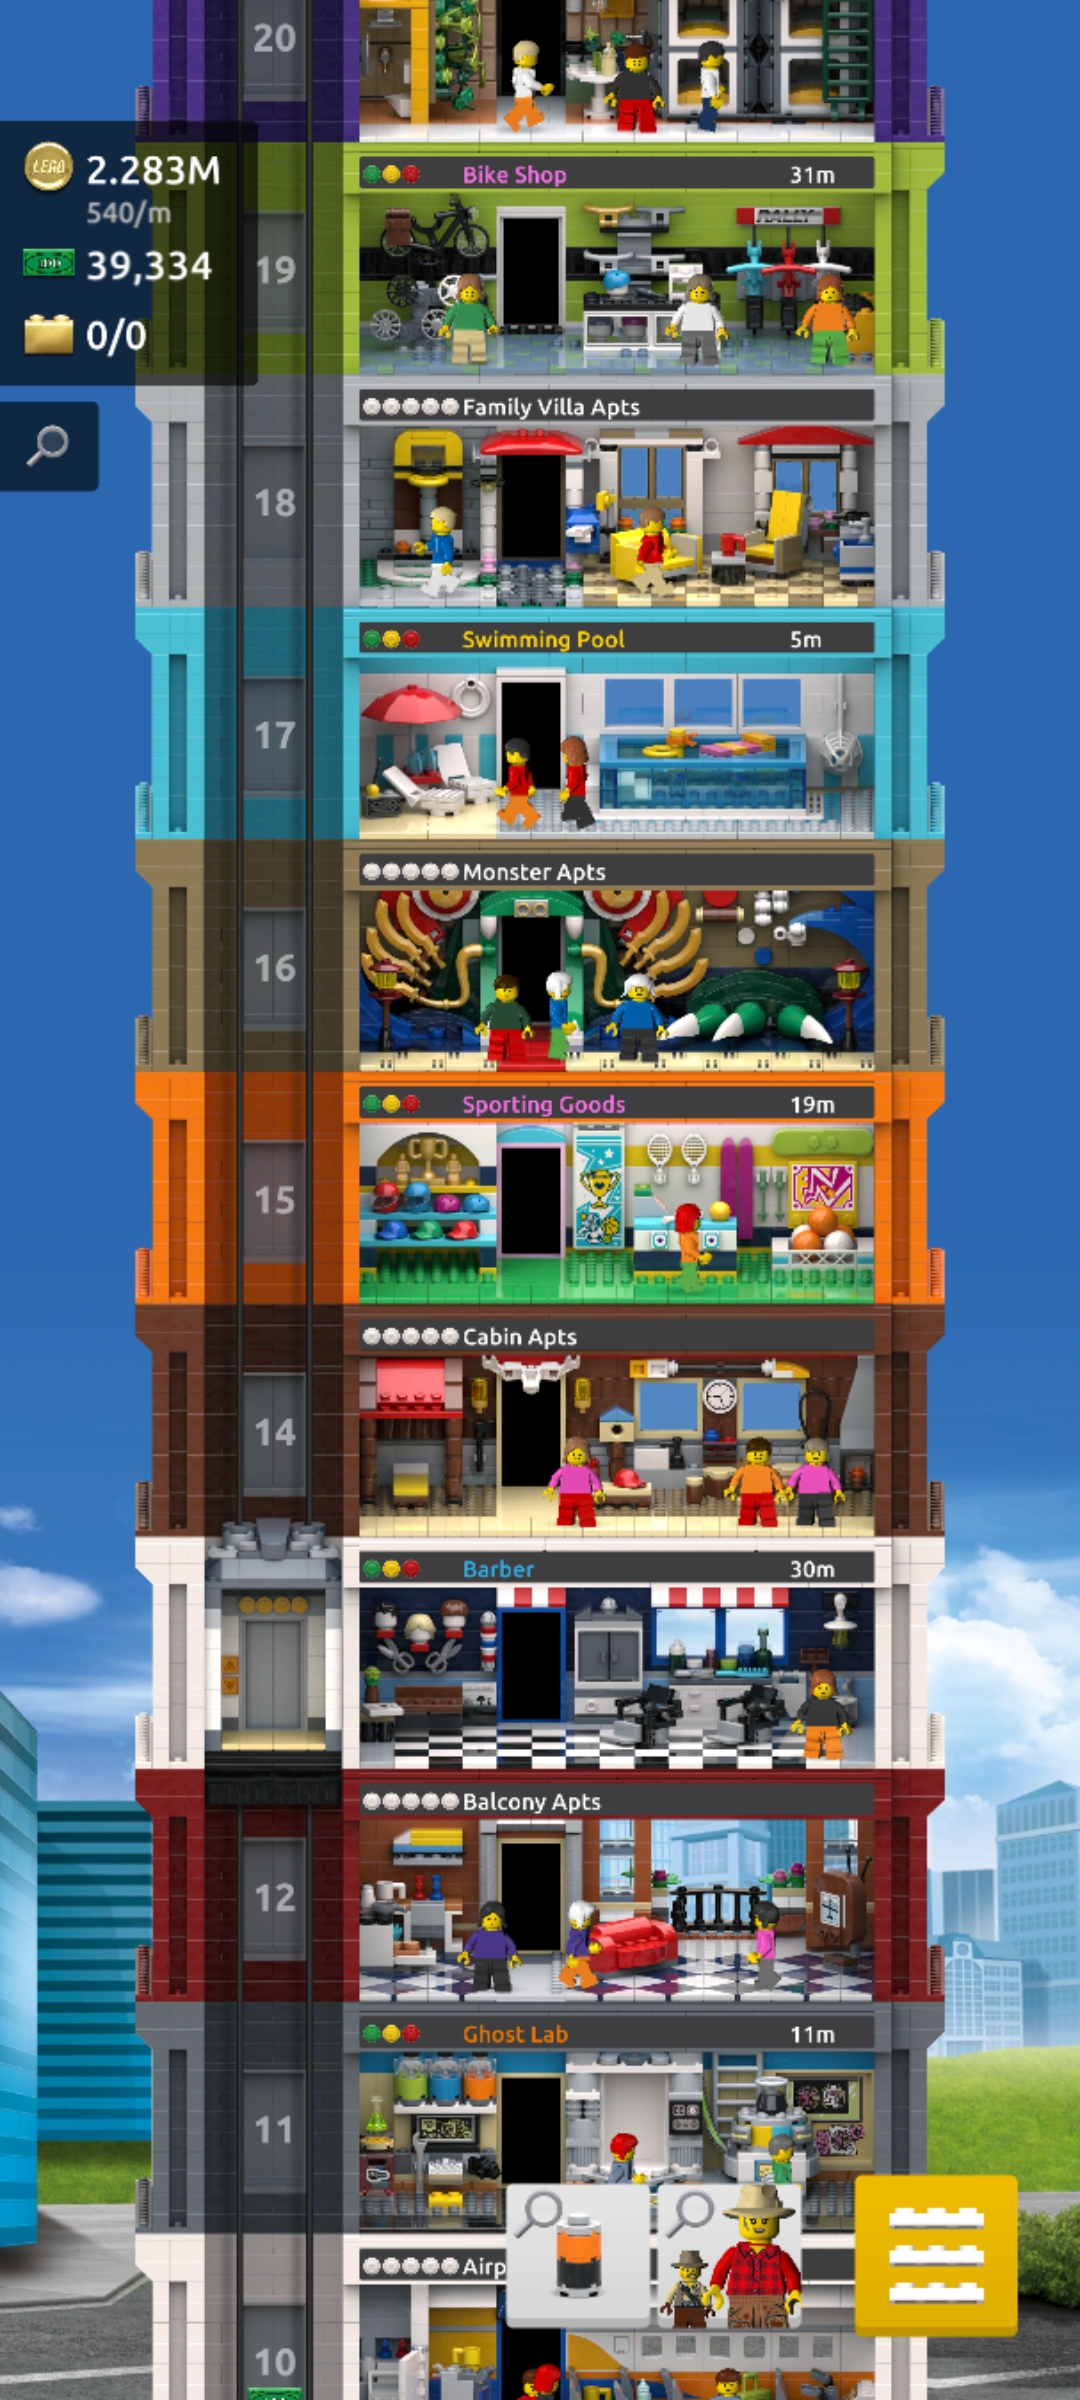 20
LEGO
2.283M
540/m
39,334
0/0
Bike Shop 31m
RALLY
19
Family Villa Apts
18
Swimming Pool 5m
17
Monster Apts
16
Sporting Goods 19m
15
Cabin Apts
14
Barber 30m
Balcony Apts
12
Ghost Lab 11m
11
Airp
10